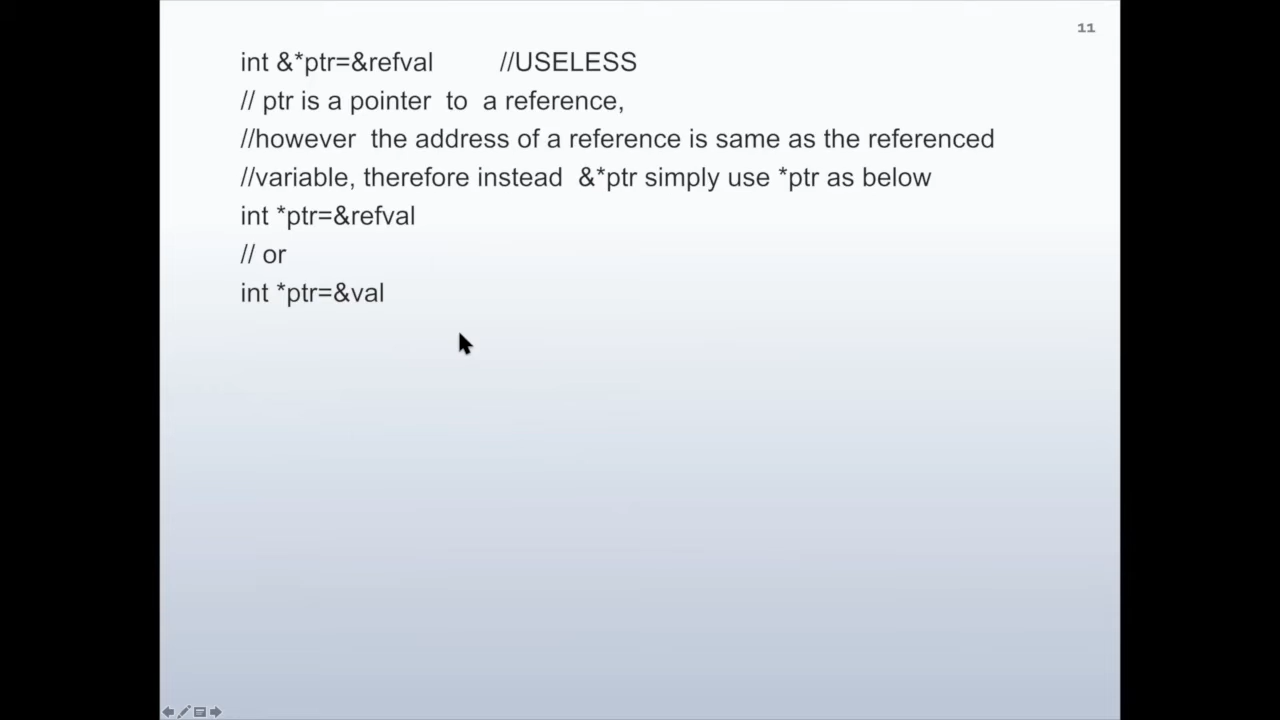 11
int &*ptr=&refval //USELESS
// ptr is a pointer to a reference,
//however the address of a reference is same as the referenced
//variable, therefore instead &*ptr simply use *ptr as below
int *ptr=&refval
// or
int *ptr=&val